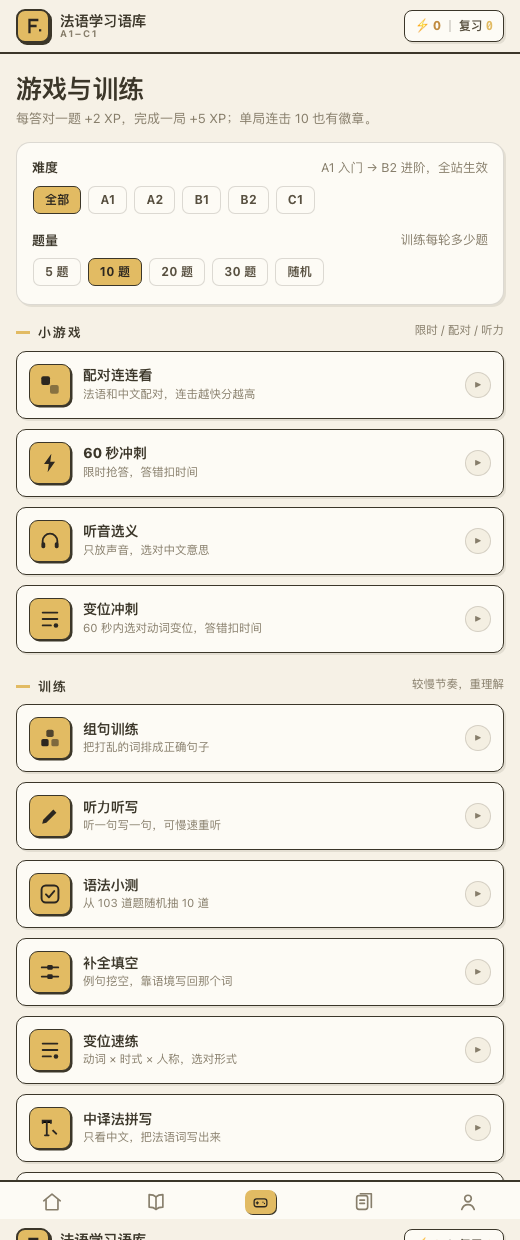 F.
法语学习语库
A1–C1
⚡ 0 | 复习 0
游戏与训练
每答对一题 +2 XP，完成一局 +5 XP；单局连击 10 也有徽章。
难度
A1 入门 → B2 进阶，全站生效
全部 A1 A2 B1 B2 C1
题量
训练每轮多少题
5 题 10 题 20 题 30 题 随机
小游戏
限时 / 配对 / 听力
配对连连看
法语和中文配对，连击越快分越高
60 秒冲刺
限时抢答，答错扣时间
听音选义
只放声音，选对中文意思
变位冲刺
60 秒内选对动词变位，答错扣时间
训练
较慢节奏，重理解
组句训练
把打乱的词排成正确句子
听力听写
听一句写一句，可慢速重听
语法小测
从 103 道题随机抽 10 道
补全填空
例句挖空，靠语境写回那个词
变位速练
动词 × 时式 × 人称，选对形式
中译法拼写
只看中文，把法语词写出来
法语学习语库